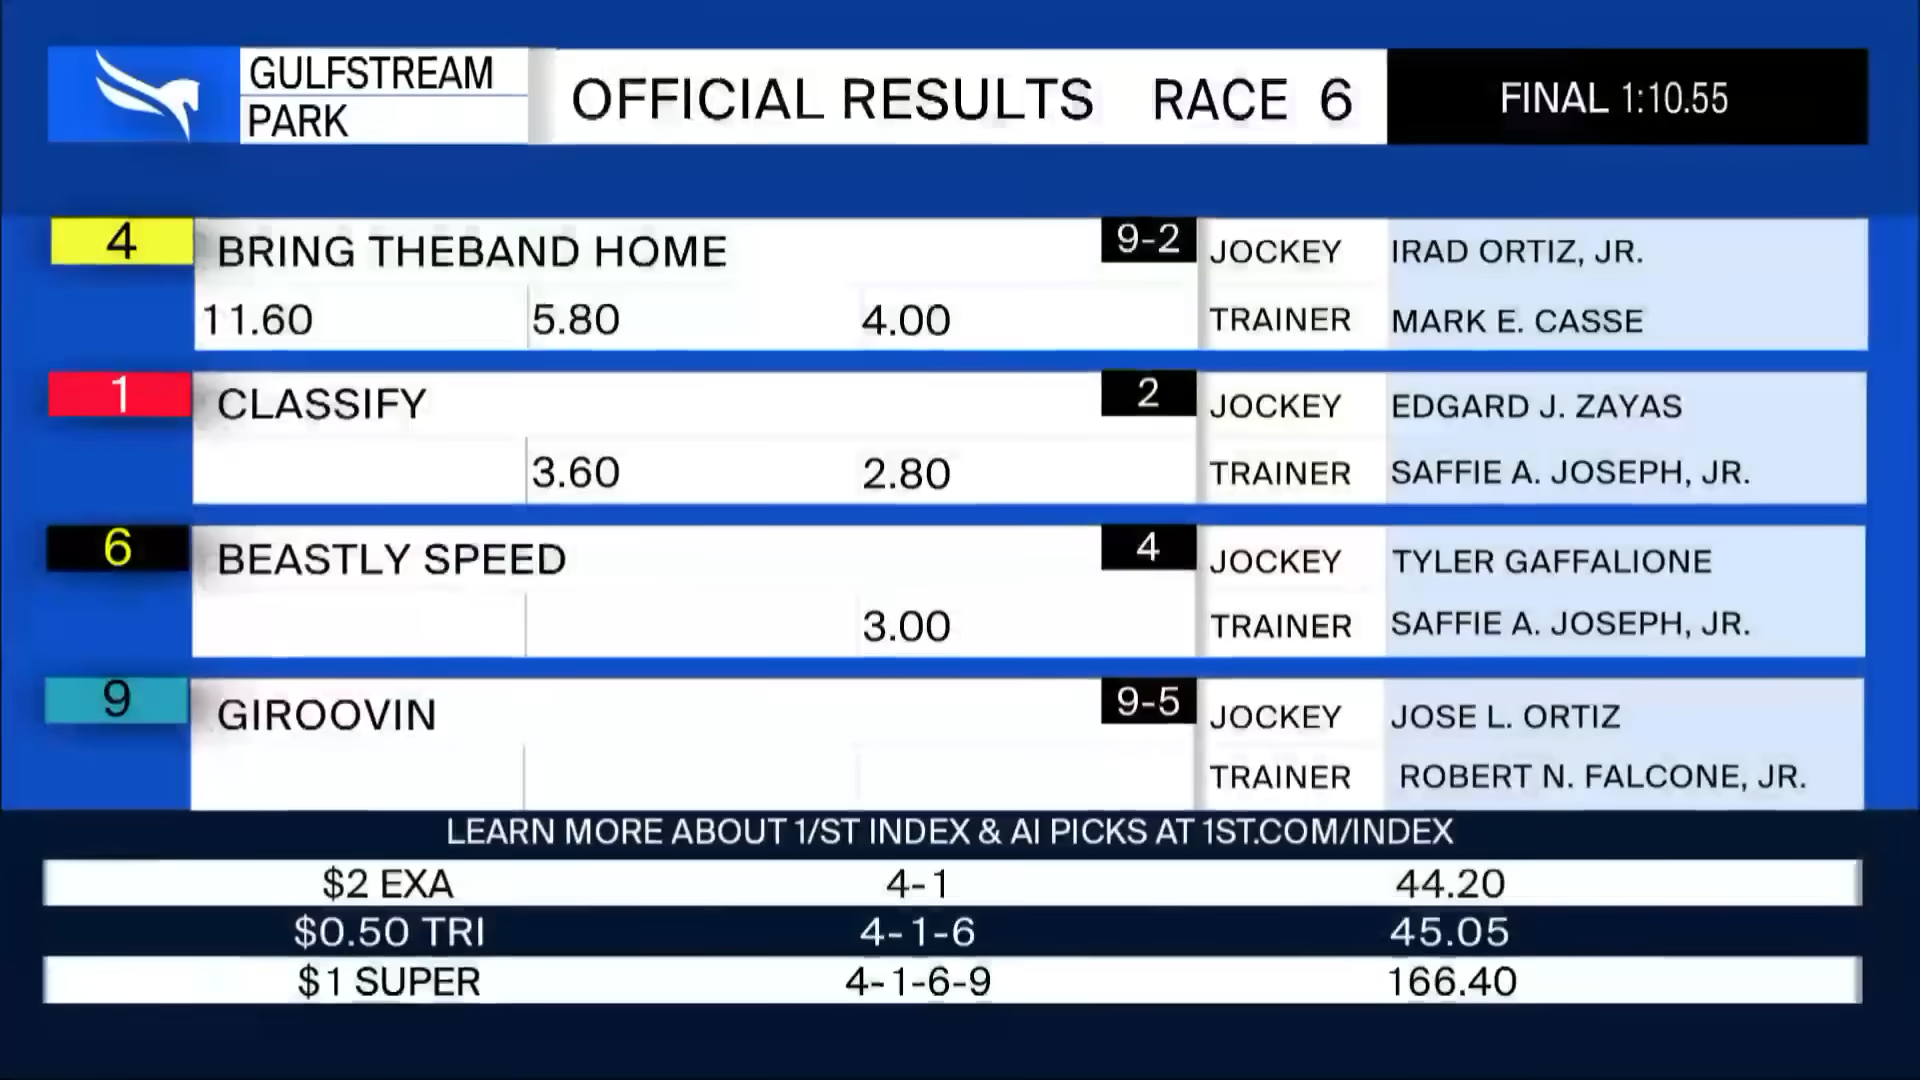 GULFSTREAM
PARK
OFFICIAL RESULTS RACE 6
FINAL 1:10.55
4
BRING THEBAND HOME
9-2
JOCKEY IRAD ORTIZ, JR.
11.60 5.80 4.00
TRAINER MARK E. CASSE
1
CLASSIFY
2
JOCKEY EDGARD J. ZAYAS
3.60 2.80
TRAINER SAFFIE A. JOSEPH, JR.
6
BEASTLY SPEED
4
JOCKEY TYLER GAFFALIONE
3.00
TRAINER SAFFIE A. JOSEPH, JR.
9
GIROOVIN
9-5
JOCKEY JOSE L. ORTIZ
TRAINER ROBERT N. FALCONE, JR.
LEARN MORE ABOUT 1/ST INDEX & AI PICKS AT 1ST.COM/INDEX
$2 EXA 4-1 44.20
$0.50 TRI 4-1-6 45.05
$1 SUPER 4-1-6-9 166.40